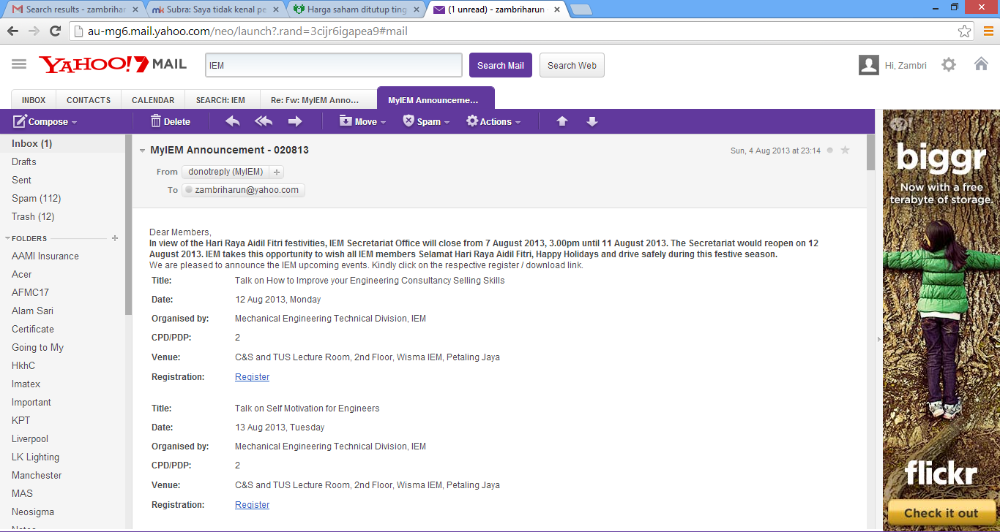 Search results - zambrihar
Subra: Saya tidak kenal pe
Harga saham ditutup ting
(1 unread) - zambriharun
au-mg6.mail.yahoo.com/neo/launch?.rand=3cijr6igapea9#mail
YAHOO!7 MAIL
IEM
Search Mail
Search Web
Hi, Zambri
INBOX
CONTACTS
CALENDAR
SEARCH: IEM
Re: Fw: MyIEM Anno...
MyIEM Announceme...
Compose
Delete
Move
Spam
Actions
Inbox (1)
Drafts
Sent
Spam (112)
Trash (12)
FOLDERS
AAMI Insurance
Acer
AFMC17
Alam Sari
Certificate
Going to My
HkhC
Imatex
Important
KPT
Liverpool
LK Lighting
Manchester
MAS
Neosigma
MyIEM Announcement - 020813
Sun, 4 Aug 2013 at 23:14
From donotreply (MyIEM) +
To zambriharun@yahoo.com
Dear Members,
In view of the Hari Raya Aidil Fitri festivities, IEM Secretariat Office will close from 7 August 2013, 3.00pm until 11 August 2013. The Secretariat would reopen on 12
August 2013. IEM takes this opportunity to wish all IEM members Selamat Hari Raya Aidil Fitri, Happy Holidays and drive safely during this festive season.
We are pleased to announce the IEM upcoming events. Kindly click on the respective register / download link.
Title: Talk on How to Improve your Engineering Consultancy Selling Skills
Date: 12 Aug 2013, Monday
Organised by: Mechanical Engineering Technical Division, IEM
CPD/PDP: 2
Venue: C&S and TUS Lecture Room, 2nd Floor, Wisma IEM, Petaling Jaya
Registration: Register
Title: Talk on Self Motivation for Engineers
Date: 13 Aug 2013, Tuesday
Organised by: Mechanical Engineering Technical Division, IEM
CPD/PDP: 2
Venue: C&S and TUS Lecture Room, 2nd Floor, Wisma IEM, Petaling Jaya
Registration: Register
biggr
Now with a free
terabyte of storage.
flickr
Check it out